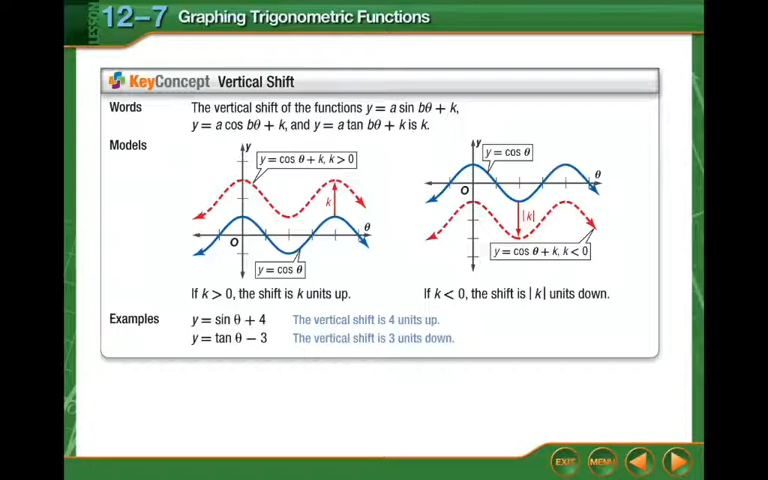 LESSON 12–7 Graphing Trigonometric Functions
KeyConcept Vertical Shift
Words The vertical shift of the functions y = a sin bθ + k,
y = a cos bθ + k, and y = a tan bθ + k is k.
Models
y
y = cos θ + k, k > 0
k
θ
O
y = cos θ
If k > 0, the shift is k units up.
y
y = cos θ
θ
O
|k|
y = cos θ + k, k < 0
If k < 0, the shift is |k| units down.
Examples y = sin θ + 4 The vertical shift is 4 units up.
y = tan θ − 3 The vertical shift is 3 units down.
EXIT MENU